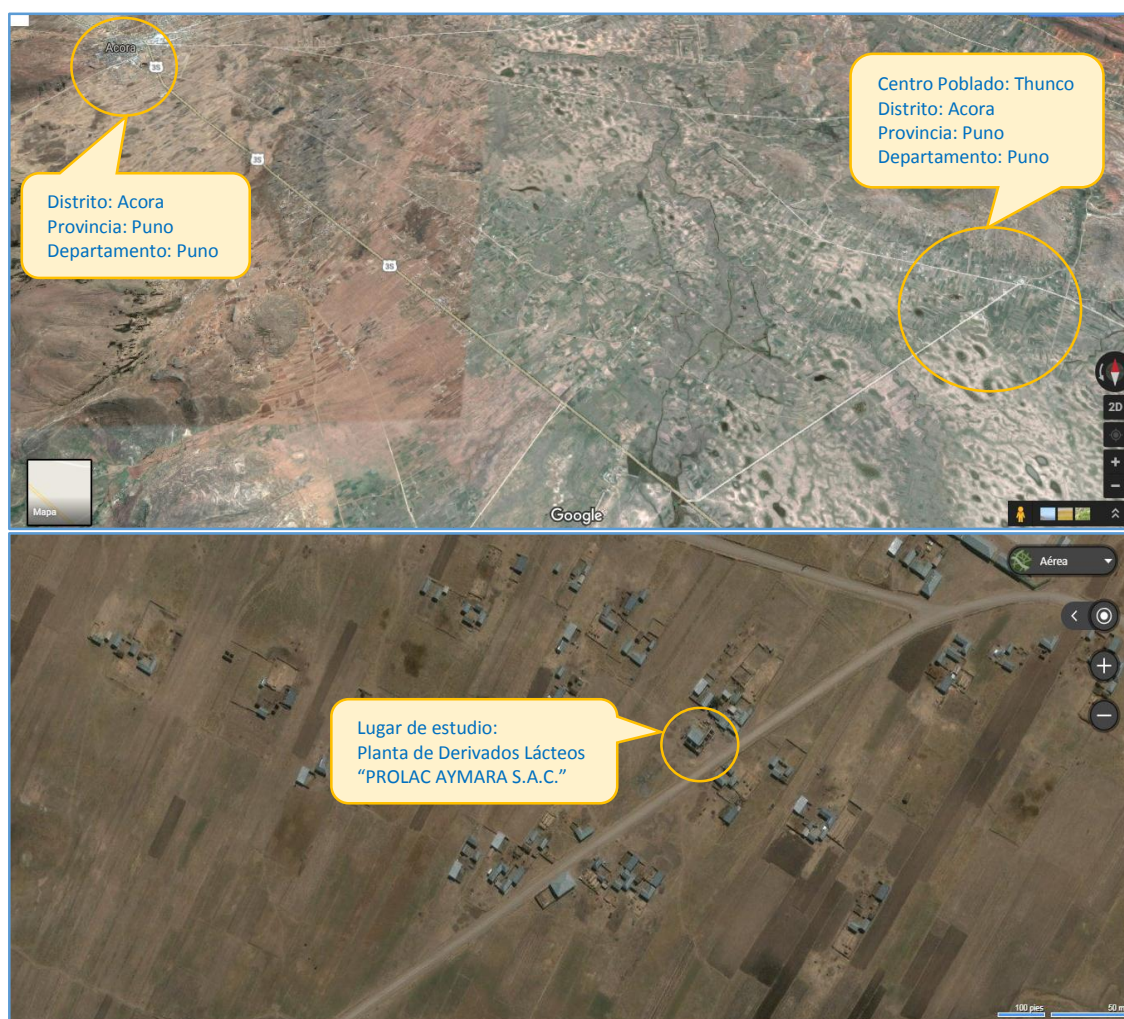 Acora
35
Centro Poblado: Thunco
Distrito: Acora
Provincia: Puno
Departamento: Puno
35
Distrito: Acora
Provincia: Puno
Departamento: Puno
35
2D
+
−
Mapa
Google
Aérea
Lugar de estudio:
Planta de Derivados Lácteos
“PROLAC AYMARA S.A.C.”
100 pies
50 m